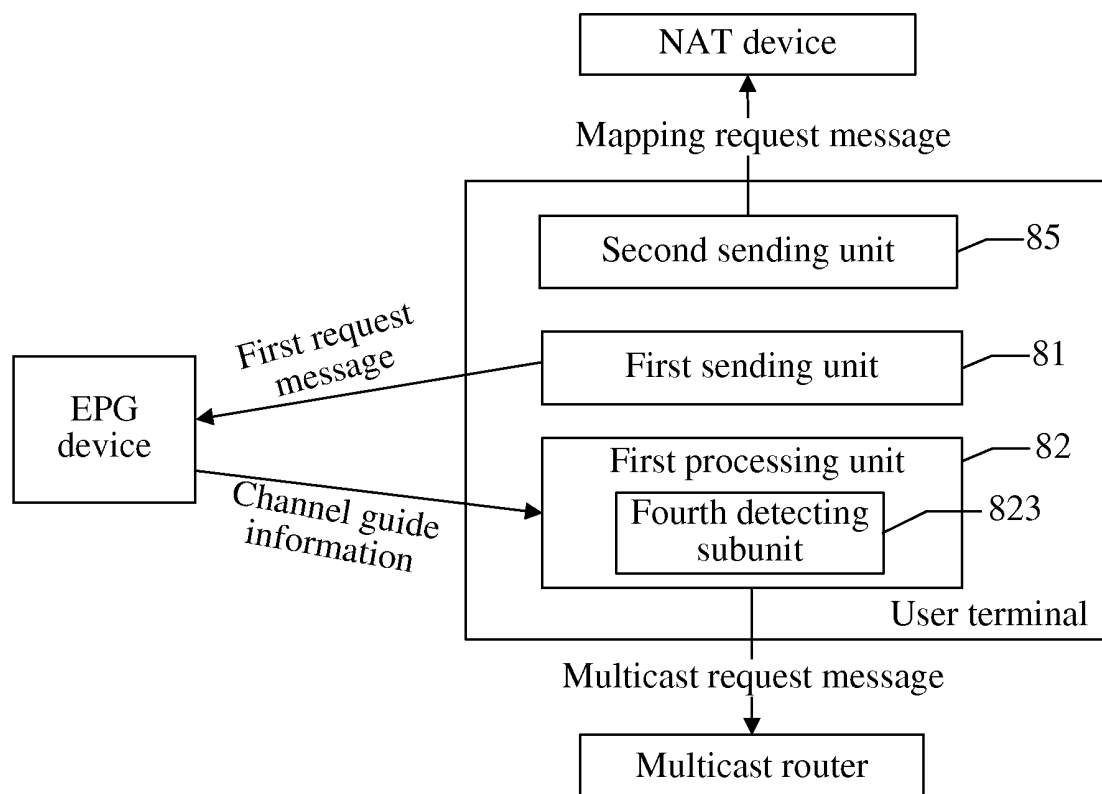 NAT device
Mapping request message
Second sending unit
85
First request
message
First sending unit
81
EPG
device
First processing unit
82
Channel guide
information
Fourth detecting
subunit
823
User terminal
Multicast request message
Multicast router